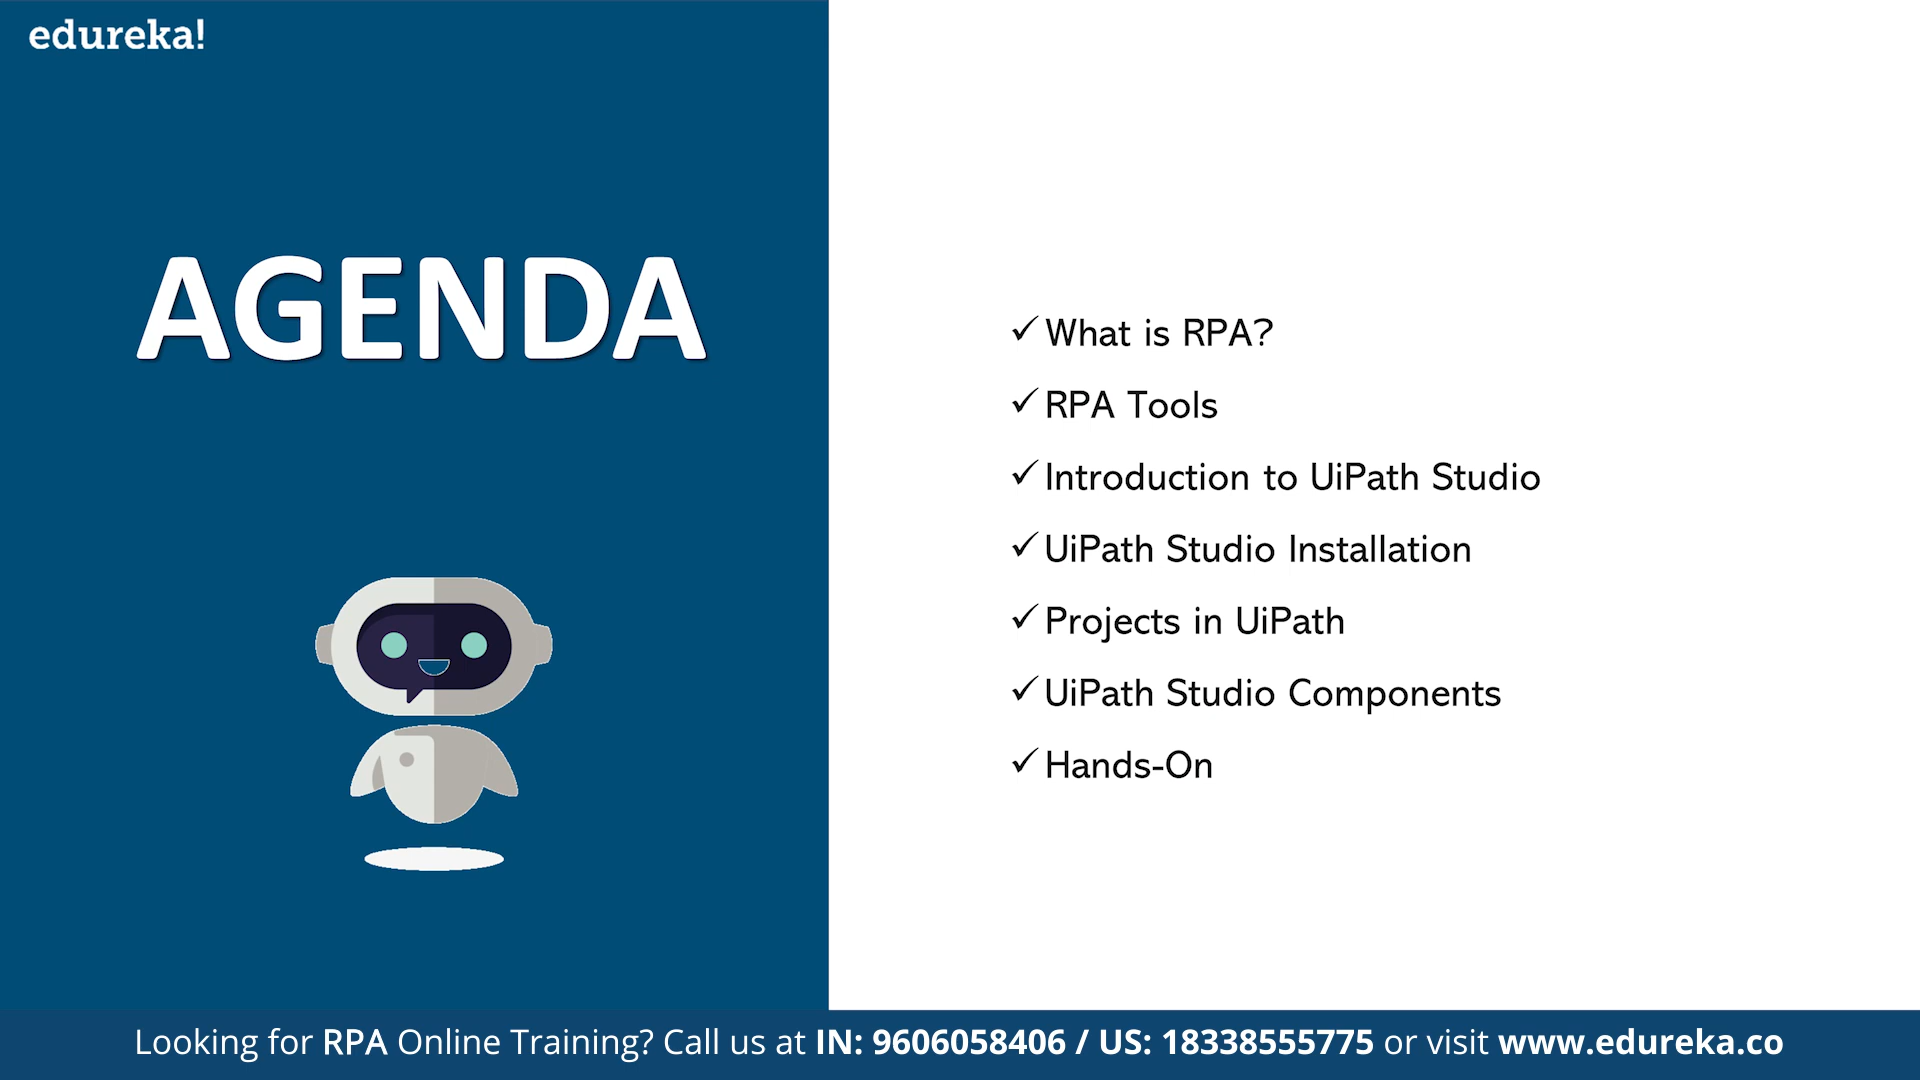 edureka!
AGENDA
✓ What is RPA?
✓ RPA Tools
✓ Introduction to UiPath Studio
✓ UiPath Studio Installation
✓ Projects in UiPath
✓ UiPath Studio Components
✓ Hands-On
Looking for RPA Online Training? Call us at IN: 9606058406 / US: 18338555775 or visit www.edureka.co